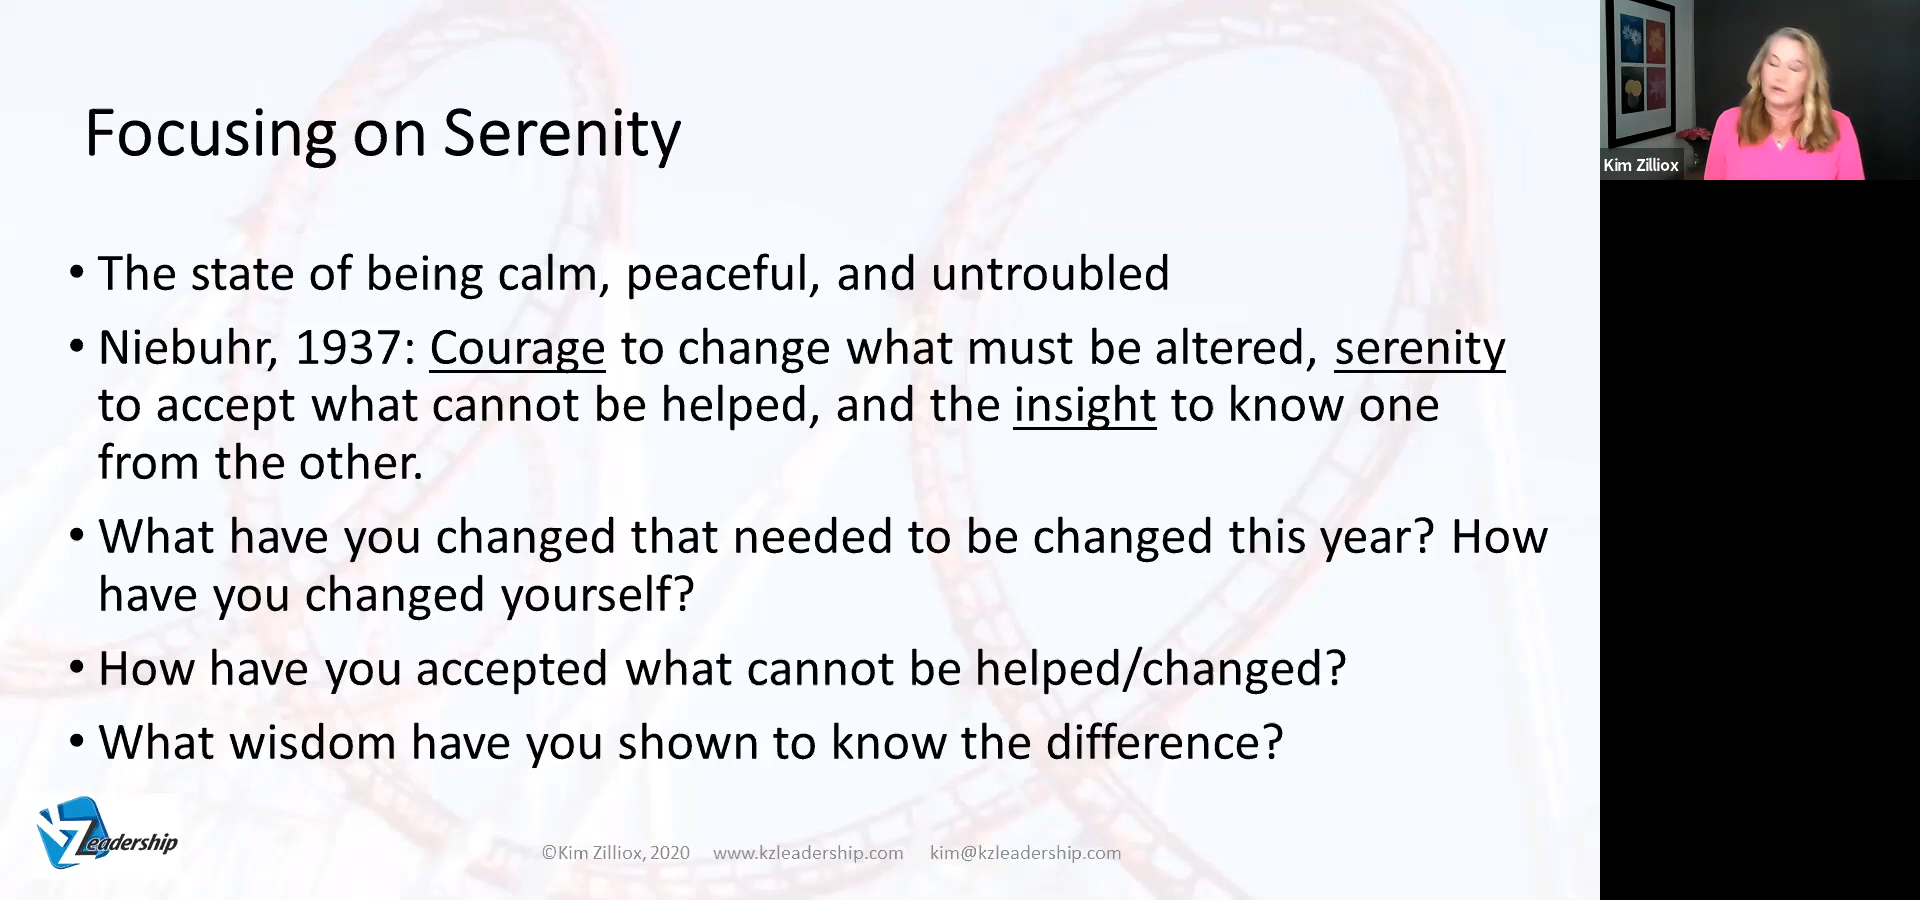 Focusing on Serenity
• The state of being calm, peaceful, and untroubled
• Niebuhr, 1937: Courage to change what must be altered, serenity
to accept what cannot be helped, and the insight to know one
from the other.
• What have you changed that needed to be changed this year? How
have you changed yourself?
• How have you accepted what cannot be helped/changed?
• What wisdom have you shown to know the difference?
KZLeadership
©Kim Zilliox, 2020 www.kzleadership.com kim@kzleadership.com
Kim Zilliox